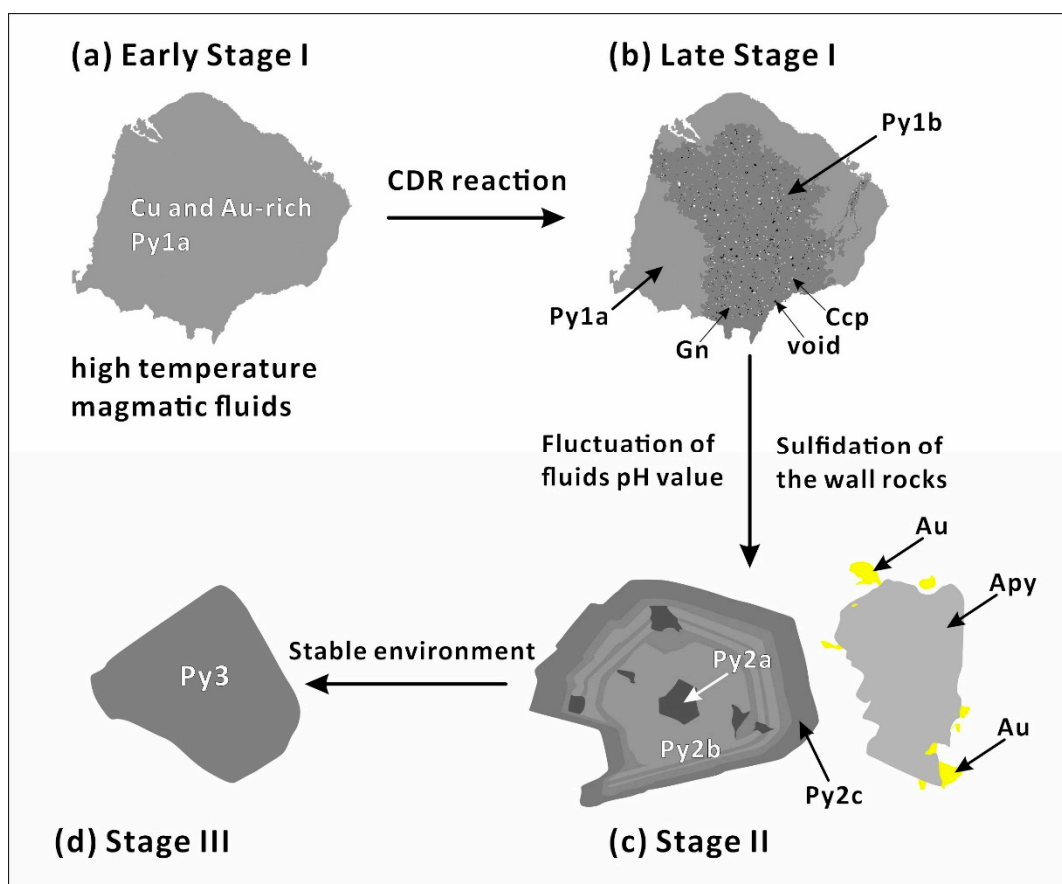 (a) Early Stage I
(b) Late Stage I
Py1b
CDR reaction
Cu and Au-rich
Py1a
Py1a
Ccp
void
Gn
high temperature
magmatic fluids
Fluctuation of
fluids pH value
Sulfidation of
the wall rocks
Au
Apy
Stable environment
Py2a
Py3
Py2b
Au
Py2c
(d) Stage III
(c) Stage II